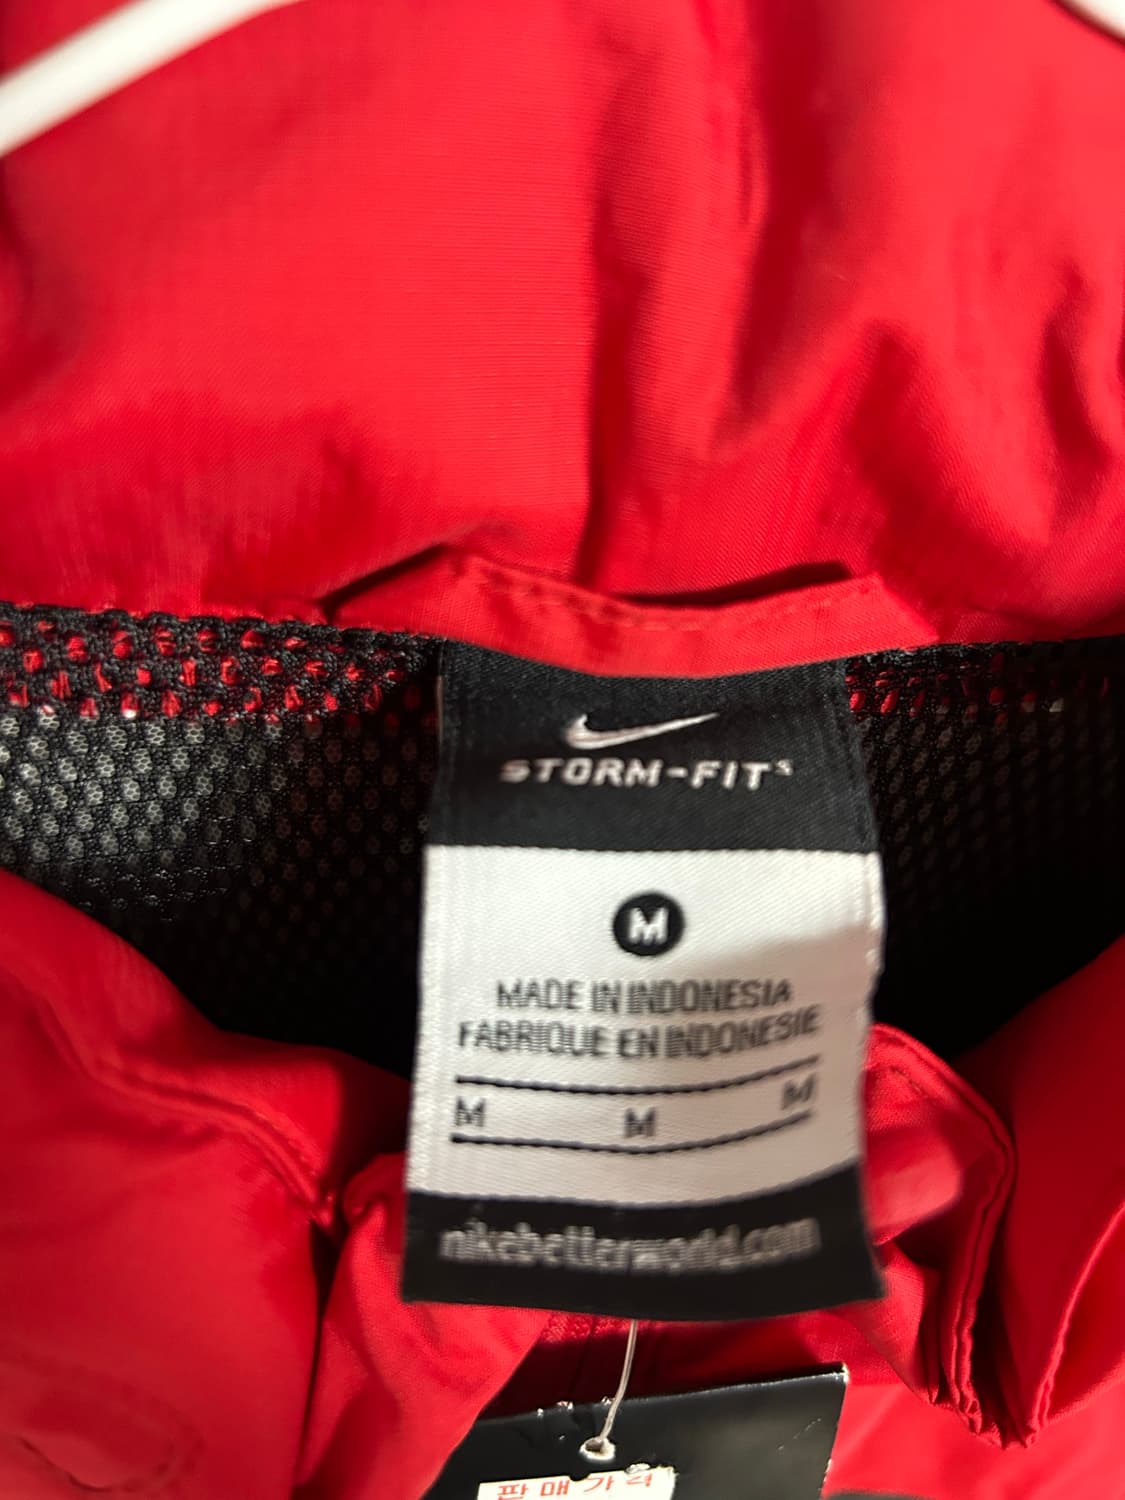 STORM-FIT
M
MADE IN INDONESIA
FABRIQUE EN INDONESIE
M M M
nikebetterworld.com
판매가격